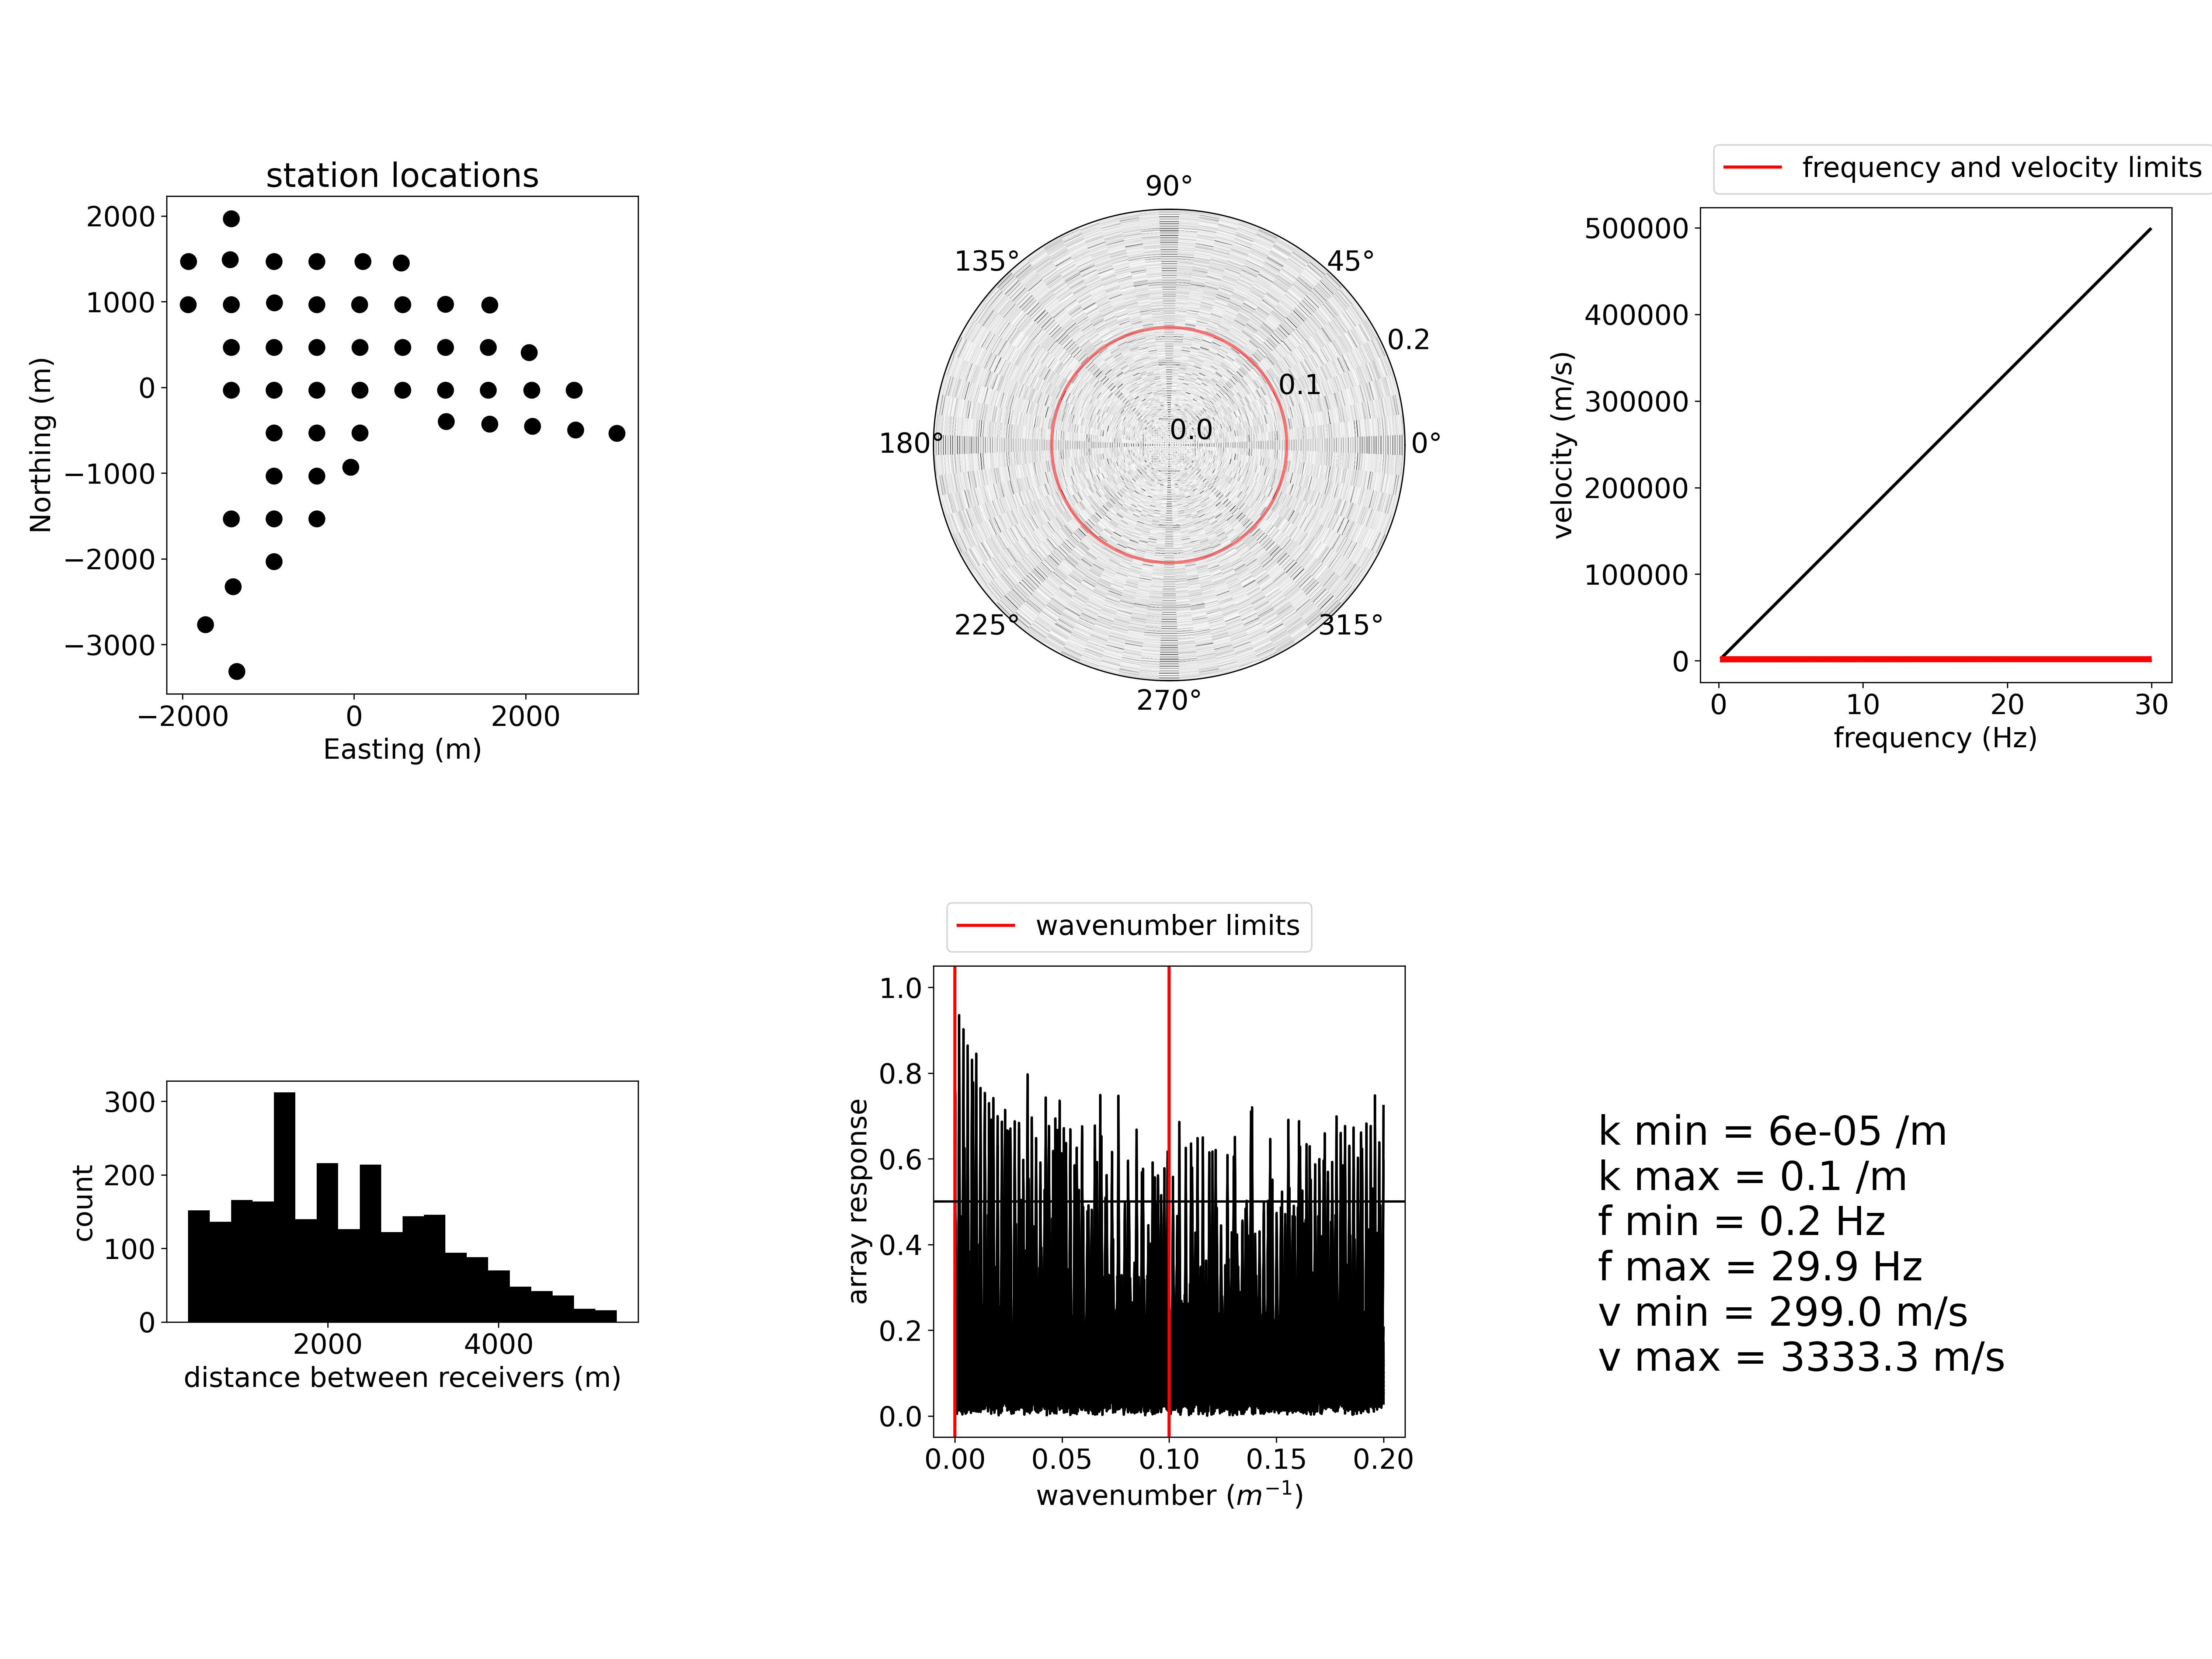 station locations
2000
1000
0
−1000
−2000
−3000
Northing (m)
−2000
0
2000
Easting (m)
90°
135°
45°
180°
0°
225°
315°
270°
0.0
0.1
0.2
frequency and velocity limits
500000
400000
300000
200000
100000
0
velocity (m/s)
0
10
20
30
frequency (Hz)
300
200
100
0
count
2000
4000
distance between receivers (m)
wavenumber limits
1.0
0.8
0.6
0.4
0.2
0.0
array response
0.00
0.05
0.10
0.15
0.20
wavenumber (m⁻¹)
k min = 6e-05 /m
k max = 0.1 /m
f min = 0.2 Hz
f max = 29.9 Hz
v min = 299.0 m/s
v max = 3333.3 m/s